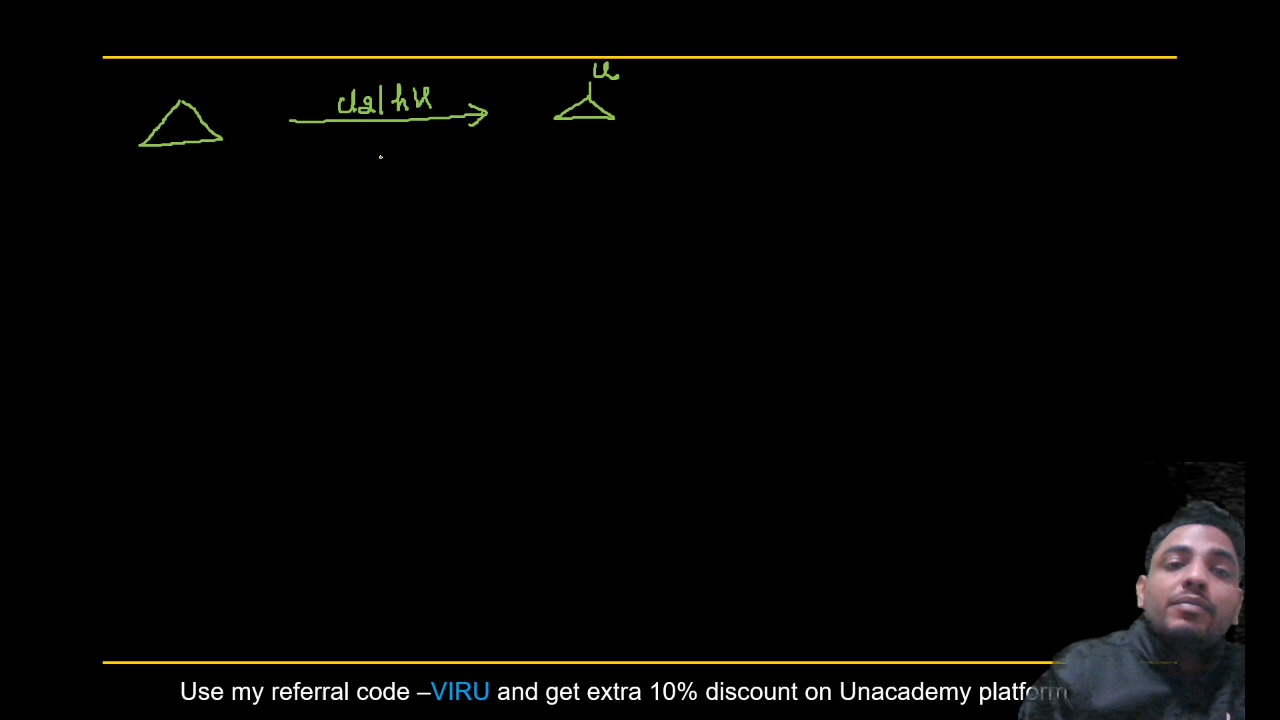 Cl
Cl2/hν
Use my referral code –VIRU and get extra 10% discount on Unacademy platform